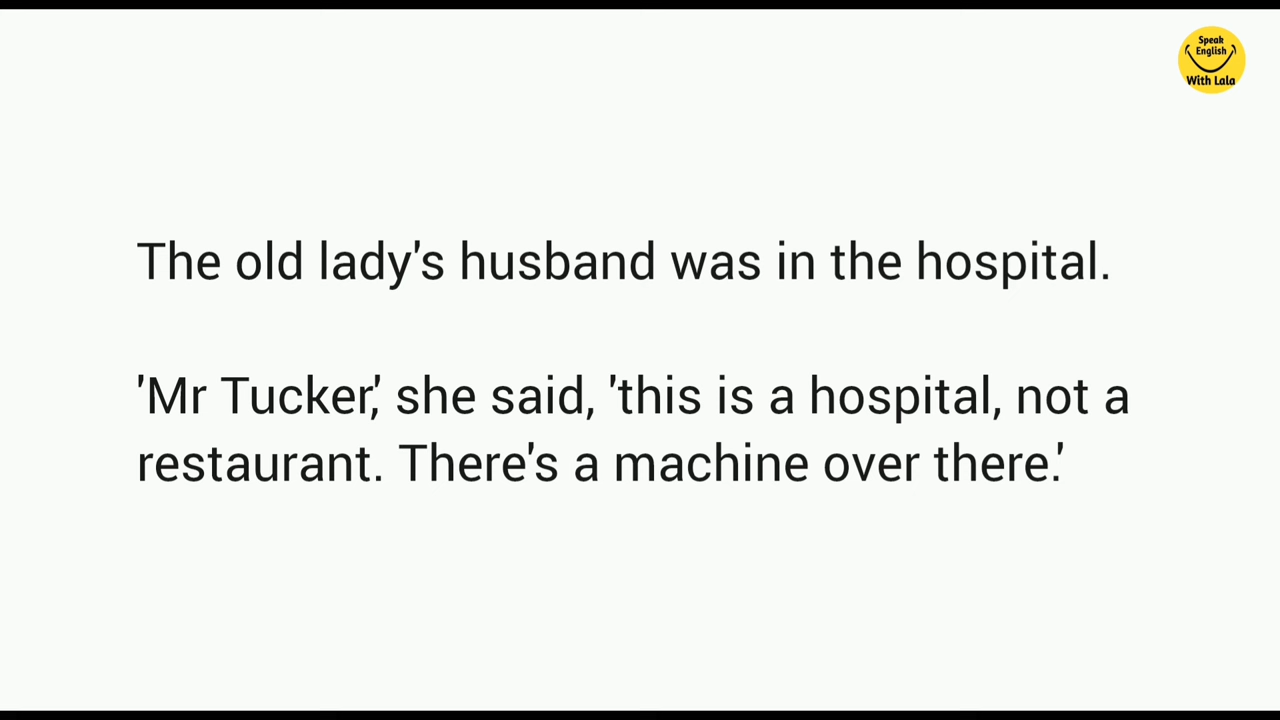 Speak
English
With Lala
The old lady's husband was in the hospital.
'Mr Tucker,' she said, 'this is a hospital, not a
restaurant. There's a machine over there.'